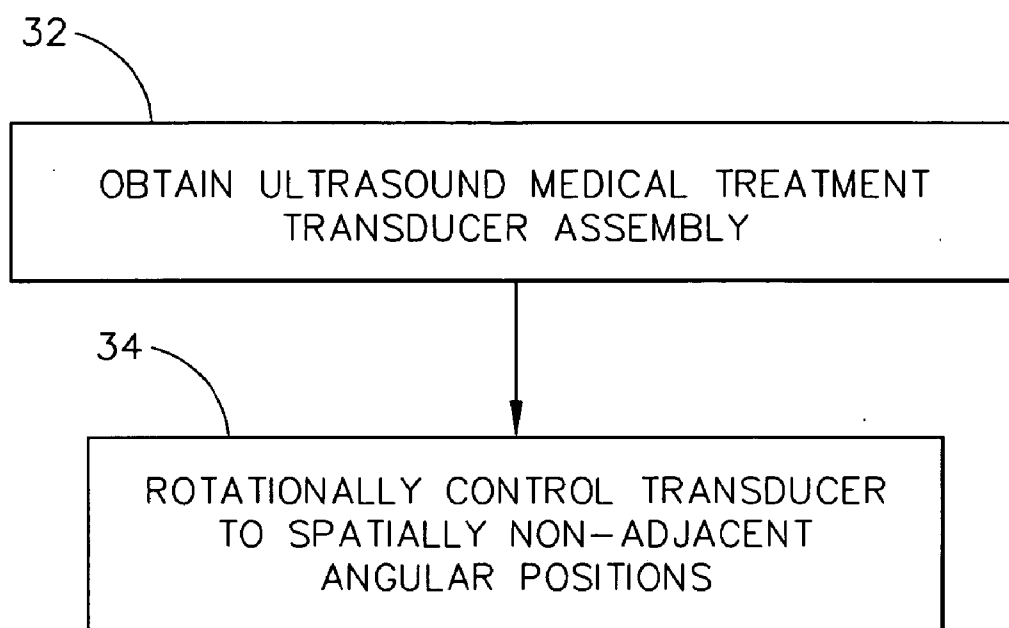 32
OBTAIN ULTRASOUND MEDICAL TREATMENT
TRANSDUCER ASSEMBLY
34
ROTATIONALLY CONTROL TRANSDUCER
TO SPATIALLY NON-ADJACENT
ANGULAR POSITIONS